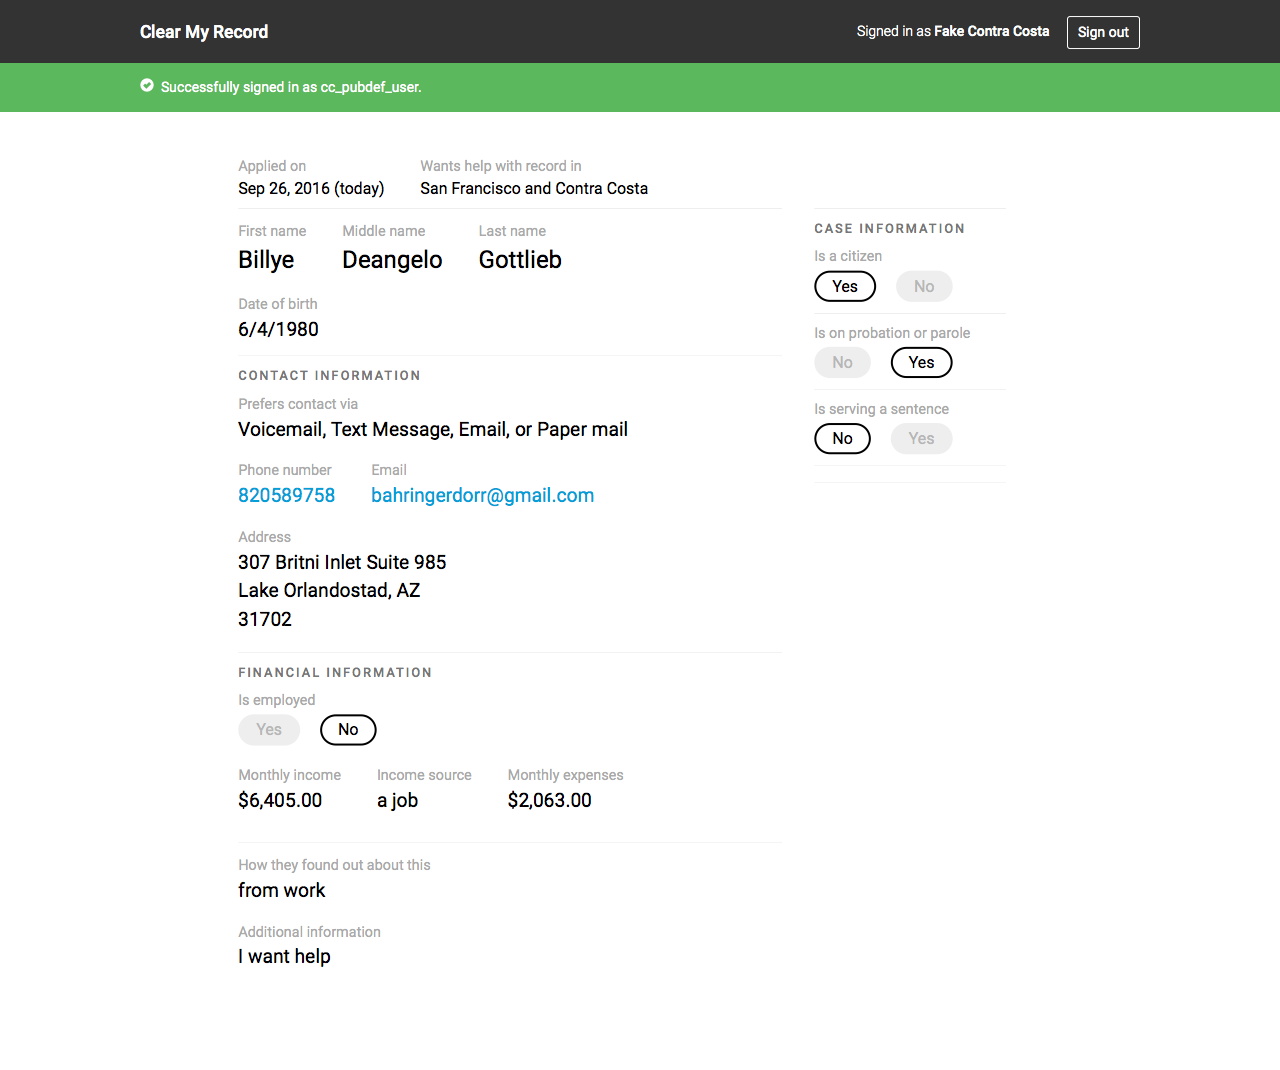 Clear My Record
Signed in as Fake Contra Costa Sign out
Successfully signed in as cc_pubdef_user.
Applied on Wants help with record in
Sep 26, 2016 (today) San Francisco and Contra Costa
First name Middle name Last name
Billye Deangelo Gottlieb
Date of birth
6/4/1980
CONTACT INFORMATION
Prefers contact via
Voicemail, Text Message, Email, or Paper mail
Phone number Email
820589758 bahringerdorr@gmail.com
Address
307 Britni Inlet Suite 985
Lake Orlandostad, AZ
31702
FINANCIAL INFORMATION
Is employed
Yes No
Monthly income Income source Monthly expenses
$6,405.00 a job $2,063.00
How they found out about this
from work
Additional information
I want help
CASE INFORMATION
Is a citizen
Yes No
Is on probation or parole
No Yes
Is serving a sentence
No Yes